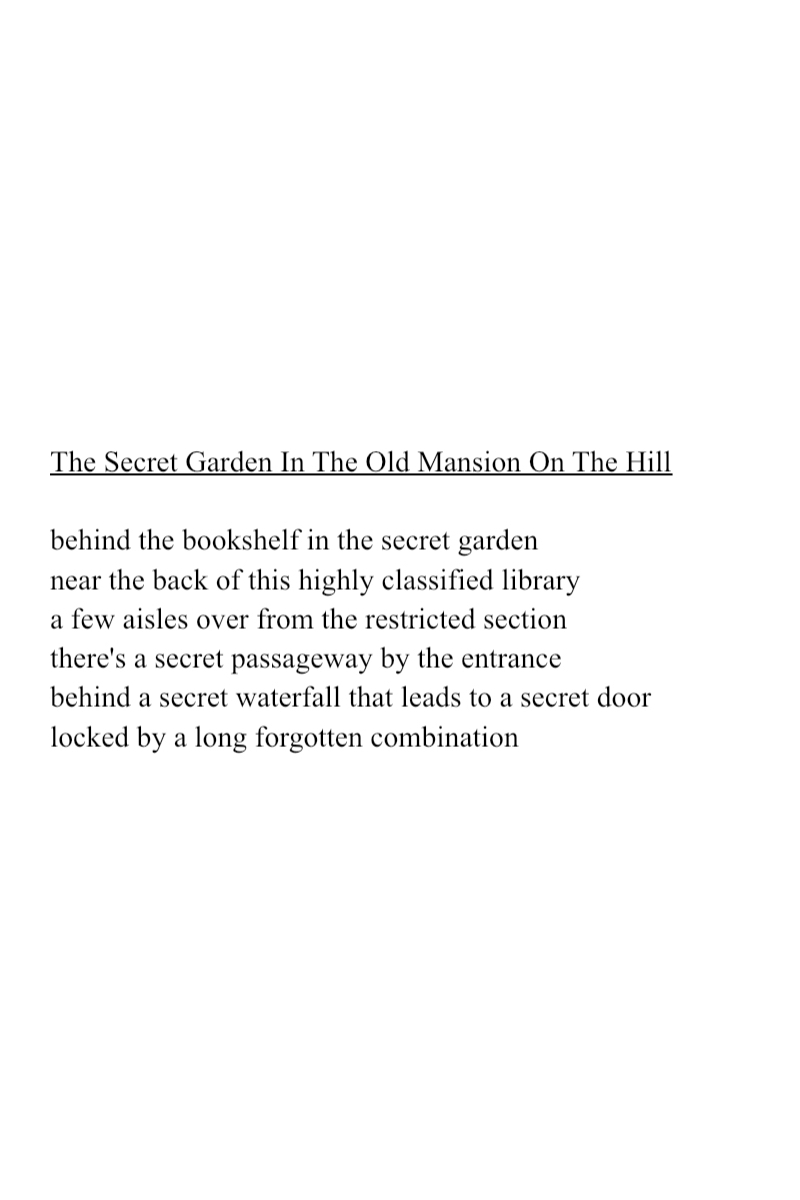 The Secret Garden In The Old Mansion On The Hill
behind the bookshelf in the secret garden
near the back of this highly classified library
a few aisles over from the restricted section
there's a secret passageway by the entrance
behind a secret waterfall that leads to a secret door
locked by a long forgotten combination